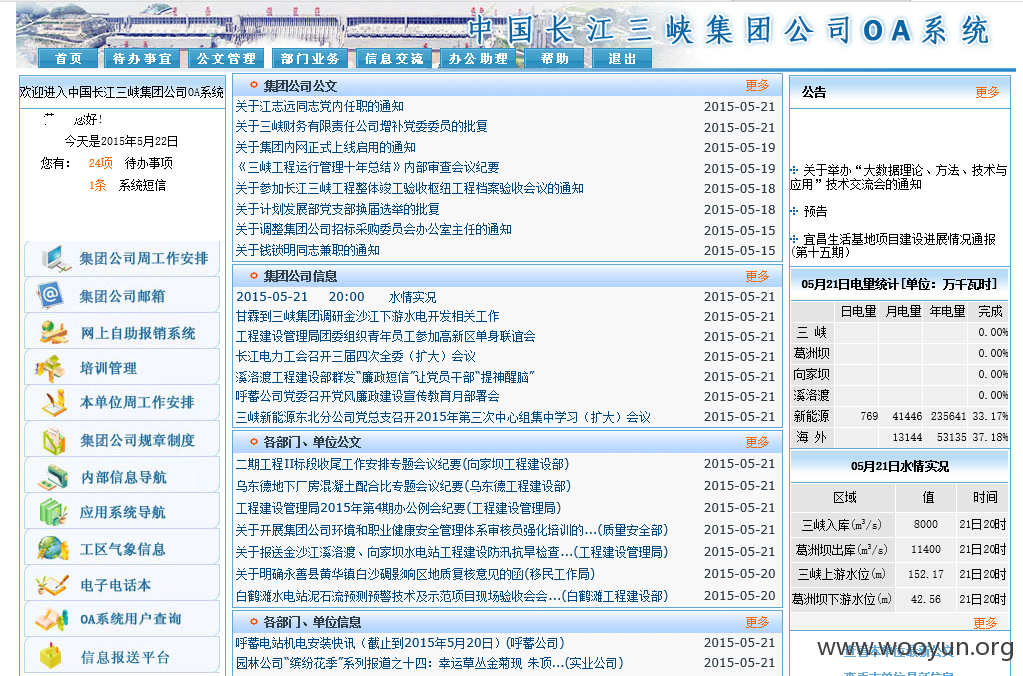 中国长江三峡集团公司OA系统
首页 待办事宜 公文管理 部门业务 信息交流 办公助理 帮助 退出
欢迎进入中国长江三峡集团公司OA系统
您好!
今天是2015年5月22日
您有: 24项 待办事项
1条 系统短信
集团公司周工作安排
集团公司邮箱
网上自助报销系统
培训管理
本单位周工作安排
集团公司规章制度
内部信息导航
应用系统导航
工区气象信息
电子电话本
OA系统用户查询
信息报送平台
集团公司公文 更多
关于江志远同志党内任职的通知 2015-05-21
关于三峡财务有限责任公司增补党委委员的批复 2015-05-21
关于集团内网正式上线启用的通知 2015-05-19
《三峡工程运行管理十年总结》内部审查会议纪要 2015-05-19
关于参加长江三峡工程整体竣工验收枢纽工程档案验收会议的通知 2015-05-18
关于计划发展部党支部换届选举的批复 2015-05-18
关于调整集团公司招标采购委员会办公室主任的通知 2015-05-15
关于钱锁明同志兼职的通知 2015-05-15
集团公司信息 更多
2015-05-21 20:00 水情实况 2015-05-21
甘霖到三峡集团调研金沙江下游水电开发相关工作 2015-05-21
工程建设管理局团委组织青年员工参加高新区单身联谊会 2015-05-21
长江电力工会召开三届四次全委（扩大）会议 2015-05-21
溪洛渡工程建设部群发“廉政短信”让党员干部“提神醒脑” 2015-05-21
呼蓄公司党委召开党风廉政建设宣传教育月部署会 2015-05-21
三峡新能源东北分公司党总支召开2015年第三次中心组集中学习（扩大）会议 2015-05-21
各部门、单位公文 更多
二期工程II标段收尾工作安排专题会议纪要(向家坝工程建设部) 2015-05-21
乌东德地下厂房混凝土配合比专题会议纪要(乌东德工程建设部) 2015-05-21
工程建设管理局2015年第4期办公例会纪要(工程建设管理局) 2015-05-21
关于开展集团公司环境和职业健康安全管理体系审核员强化培训的...(质量安全部) 2015-05-21
关于报送金沙江溪洛渡、向家坝水电站工程建设防汛抗旱检查...(工程建设管理局) 2015-05-21
关于明确永善县黄华镇白沙碉影响区地质复核意见的函(移民工作局) 2015-05-20
白鹤滩水电站泥石流预测预警技术及示范项目现场验收会会...(白鹤滩工程建设部) 2015-05-20
各部门、单位信息 更多
呼蓄电站机电安装快讯（截止到2015年5月20日）(呼蓄公司) 2015-05-21
园林公司“缤纷花季”系列报道之十四：幸运草丛金菊现 朱顶...(实业公司) 2015-05-21
公告 更多
关于举办“大数据理论、方法、技术与
应用”技术交流会的通知
预告
宜昌生活基地项目建设进展情况通报
(第十五期)
05月21日电量统计[单位：万千瓦时]
日电量 月电量 年电量 完成
三 峡 0.00%
葛洲坝 0.00%
向家坝 0.00%
溪洛渡 0.00%
新能源 769 41446 235641 33.17%
海 外 13144 53135 37.18%
05月21日水情实况
区域 值 时间
三峡入库(m³/s) 8000 21日20时
葛洲坝出库(m³/s) 11400 21日20时
三峡上游水位(m) 152.17 21日20时
葛洲坝下游水位(m) 42.56 21日20时
更多
查看本单位最新公文
www.wooyun.org